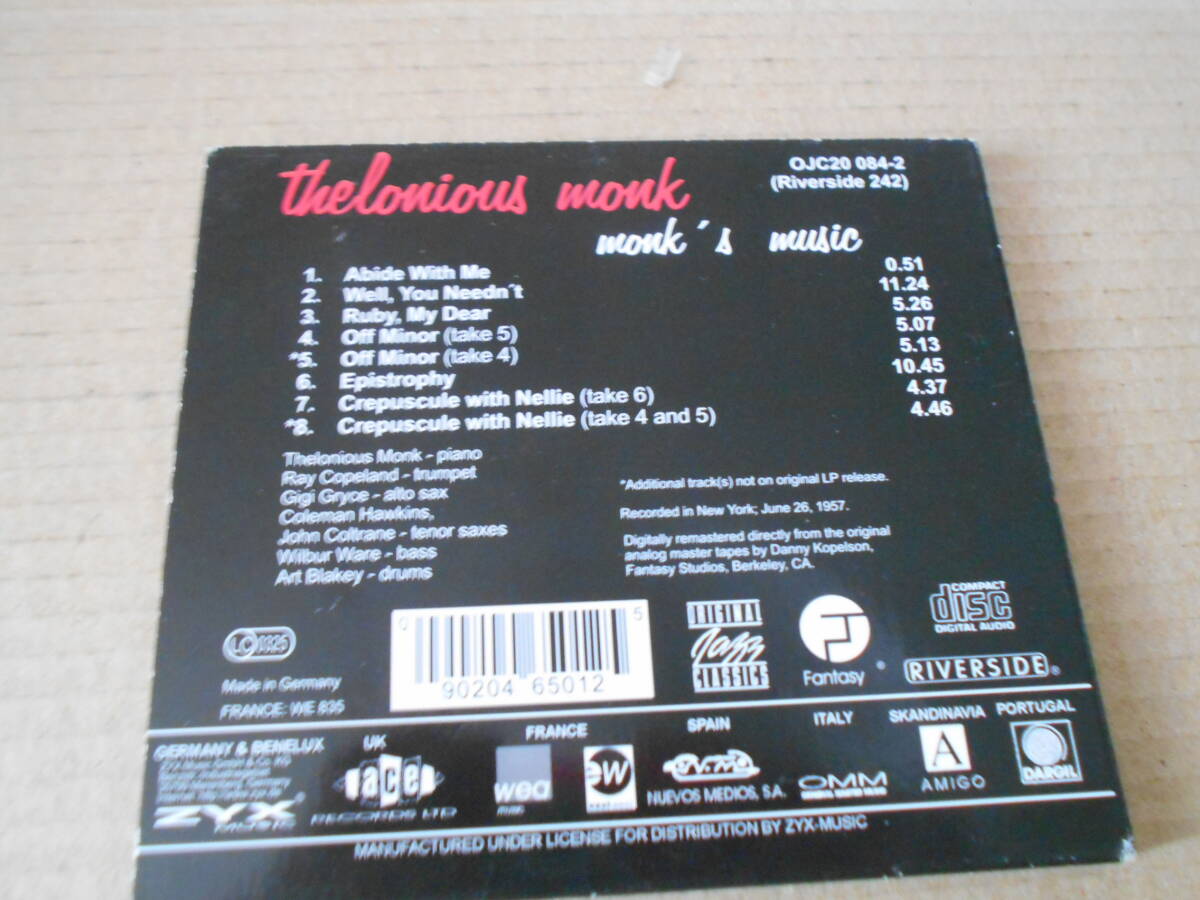 thelonious monk
OJC20 084-2
(Riverside 242)
monk´s music
1. Abide With Me 0.51
2. Well, You Needn´t 11.24
3. Ruby, My Dear 5.26
4. Off Minor (take 5) 5.07
*5. Off Minor (take 4) 5.13
6. Epistrophy 10.45
7. Crepuscule with Nellie (take 6) 4.37
*8. Crepuscule with Nellie (take 4 and 5) 4.46
Thelonious Monk - piano
Ray Copeland - trumpet
Gigi Gryce - alto sax
Coleman Hawkins,
John Coltrane - tenor saxes
Wilbur Ware - bass
Art Blakey - drums
*Additional track(s) not on original LP release.
Recorded in New York; June 26, 1957.
Digitally remastered directly from the original
analog master tapes by Danny Kopelson,
Fantasy Studios, Berkeley, CA.
LC 0325
Made in Germany
FRANCE: WE 835
0 90204 65012 5
ORIGINAL
Jazz
CLASSICS
Fantasy ®
COMPACT
disc
DIGITAL AUDIO
RIVERSIDE ®
GERMANY & BENELUX
ZYX
MUSIC
UK
ace
RECORDS LTD
FRANCE
wea
music
SPAIN
NUEVOS MEDIOS, S.A.
ITALY
SKANDINAVIA
A
AMIGO
PORTUGAL
DARGIL
MANUFACTURED UNDER LICENSE FOR DISTRIBUTION BY ZYX-MUSIC